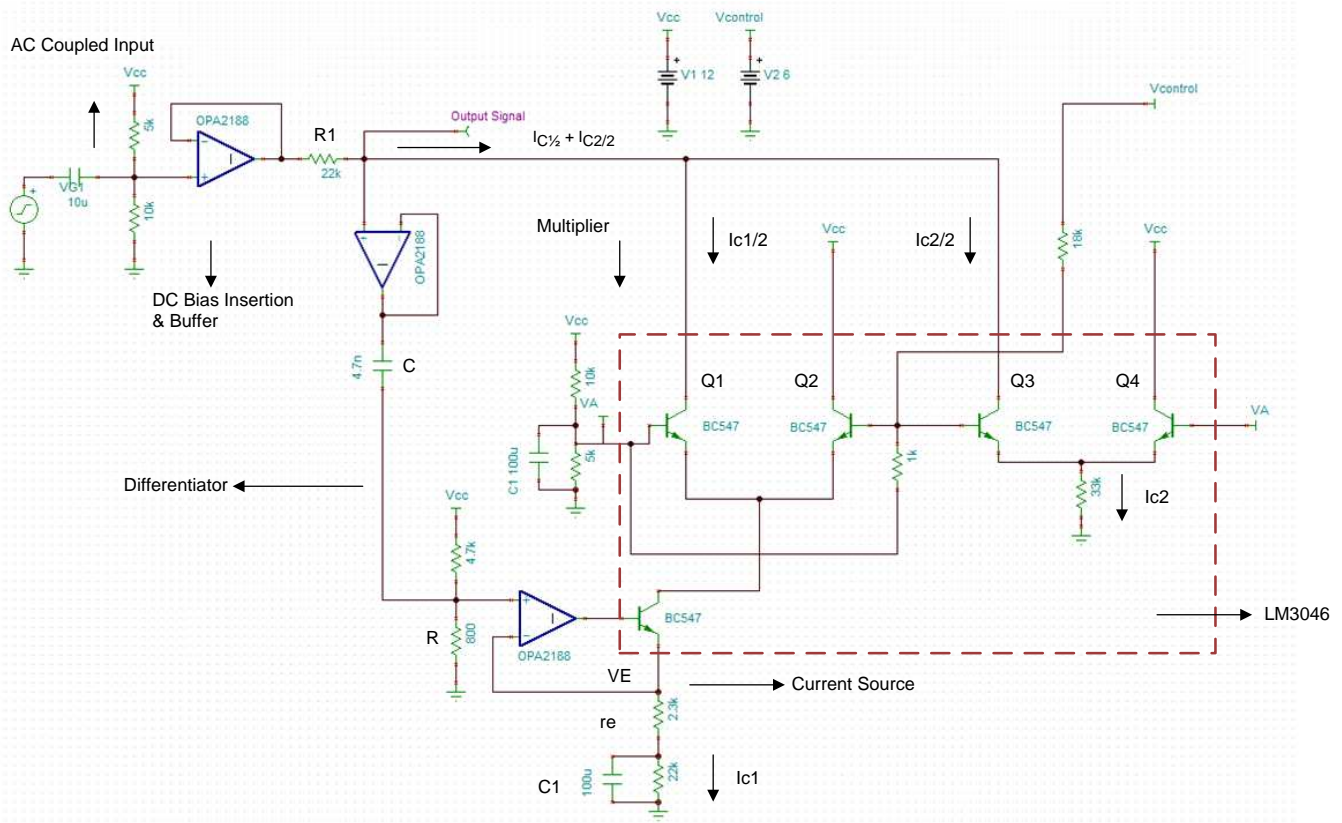 AC Coupled Input
Vcc
Vcontrol
Vcc
V1 12
V2 6
Vcontrol
OPA2188
5k
R1
Output Signal
IC½ + IC2/2
22k
VG1
10u
10k
Multiplier
Ic1/2
Vcc
Ic2/2
18k
Vcc
OPA2188
DC Bias Insertion
& Buffer
Vcc
4.7n
C
10k
Q1
Q2
Q3
Q4
VA
BC547
BC547
BC547
BC547
VA
C1 100u
5k
1k
Differentiator
Vcc
33k
Ic2
4.7k
R
800
OPA2188
BC547
LM3046
VE
Current Source
re
2.3k
C1
100u
22k
Ic1